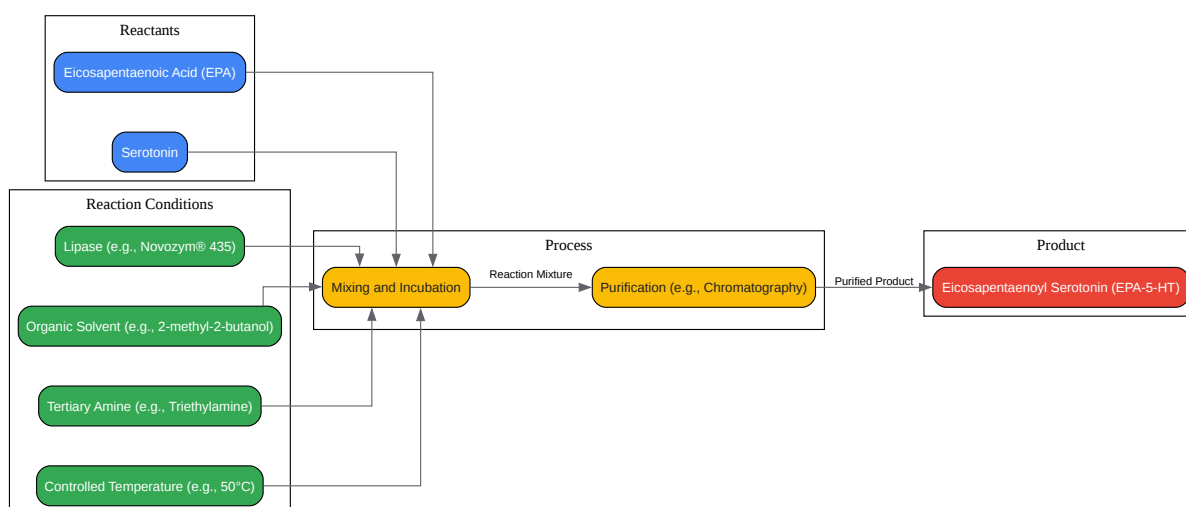 Reactants
Eicosapentaenoic Acid (EPA)
Serotonin
Reaction Conditions
Lipase (e.g., Novozym® 435)
Organic Solvent (e.g., 2-methyl-2-butanol)
Tertiary Amine (e.g., Triethylamine)
Controlled Temperature (e.g., 50°C)
Process
Mixing and Incubation
Reaction Mixture
Purification (e.g., Chromatography)
Purified Product
Product
Eicosapentaenoyl Serotonin (EPA-5-HT)